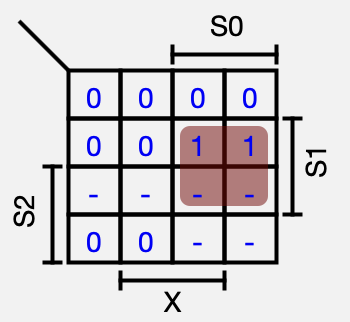 S0
0 0 0 0
0 0 1 1
- - - -
0 0 - -
S1
S2
X